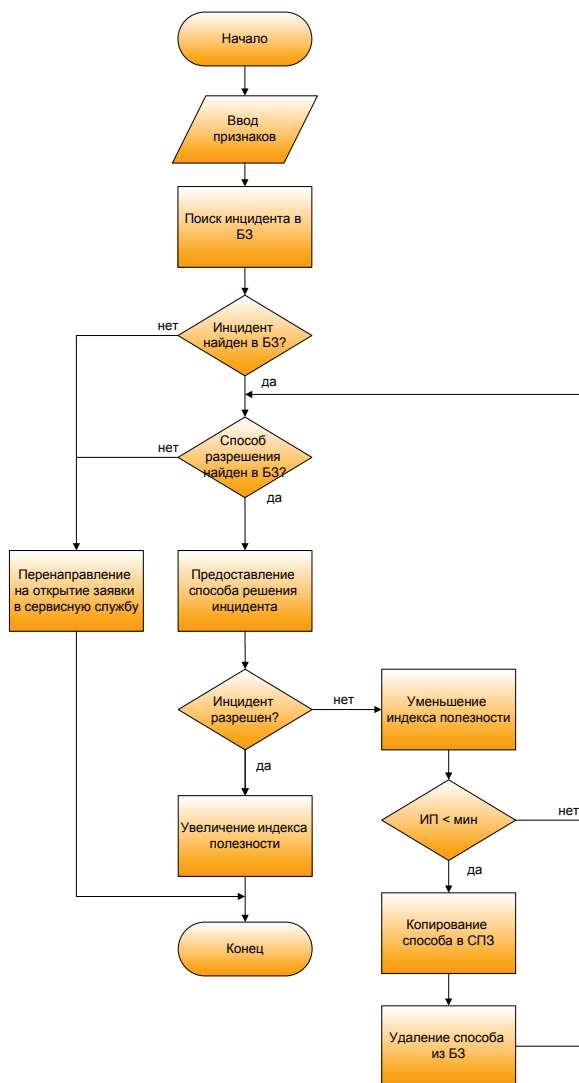 Начало
Ввод
признаков
Поиск инцидента в
БЗ
нет
Инцидент
найден в БЗ?
да
нет
Способ
разрешения
найден в БЗ?
да
Перенаправление
на открытие заявки
в сервисную службу
Предоставление
способа решения
инцидента
Инцидент
разрешен?
нет
Уменьшение
индекса полезности
да
Увеличение индекса
полезности
ИП < мин
нет
да
Копирование
способа в СПЗ
Конец
Удаление способа
из БЗ